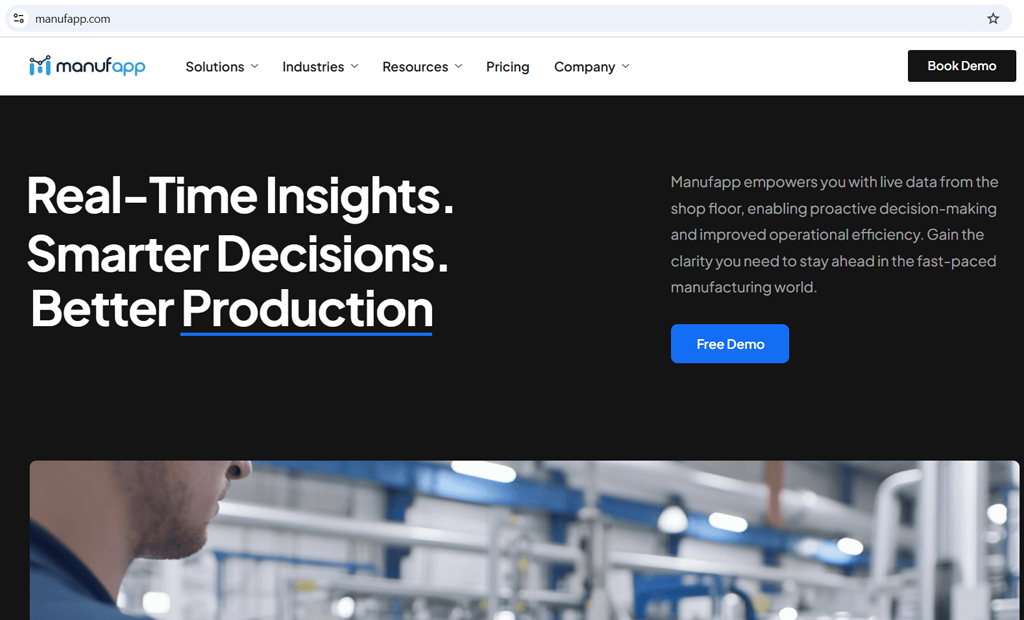 manufapp.com
manufapp
Solutions
Industries
Resources
Pricing
Company
Book Demo
Real-Time Insights.
Smarter Decisions.
Better Production
Manufapp empowers you with live data from the
shop floor, enabling proactive decision-making
and improved operational efficiency. Gain the
clarity you need to stay ahead in the fast-paced
manufacturing world.
Free Demo